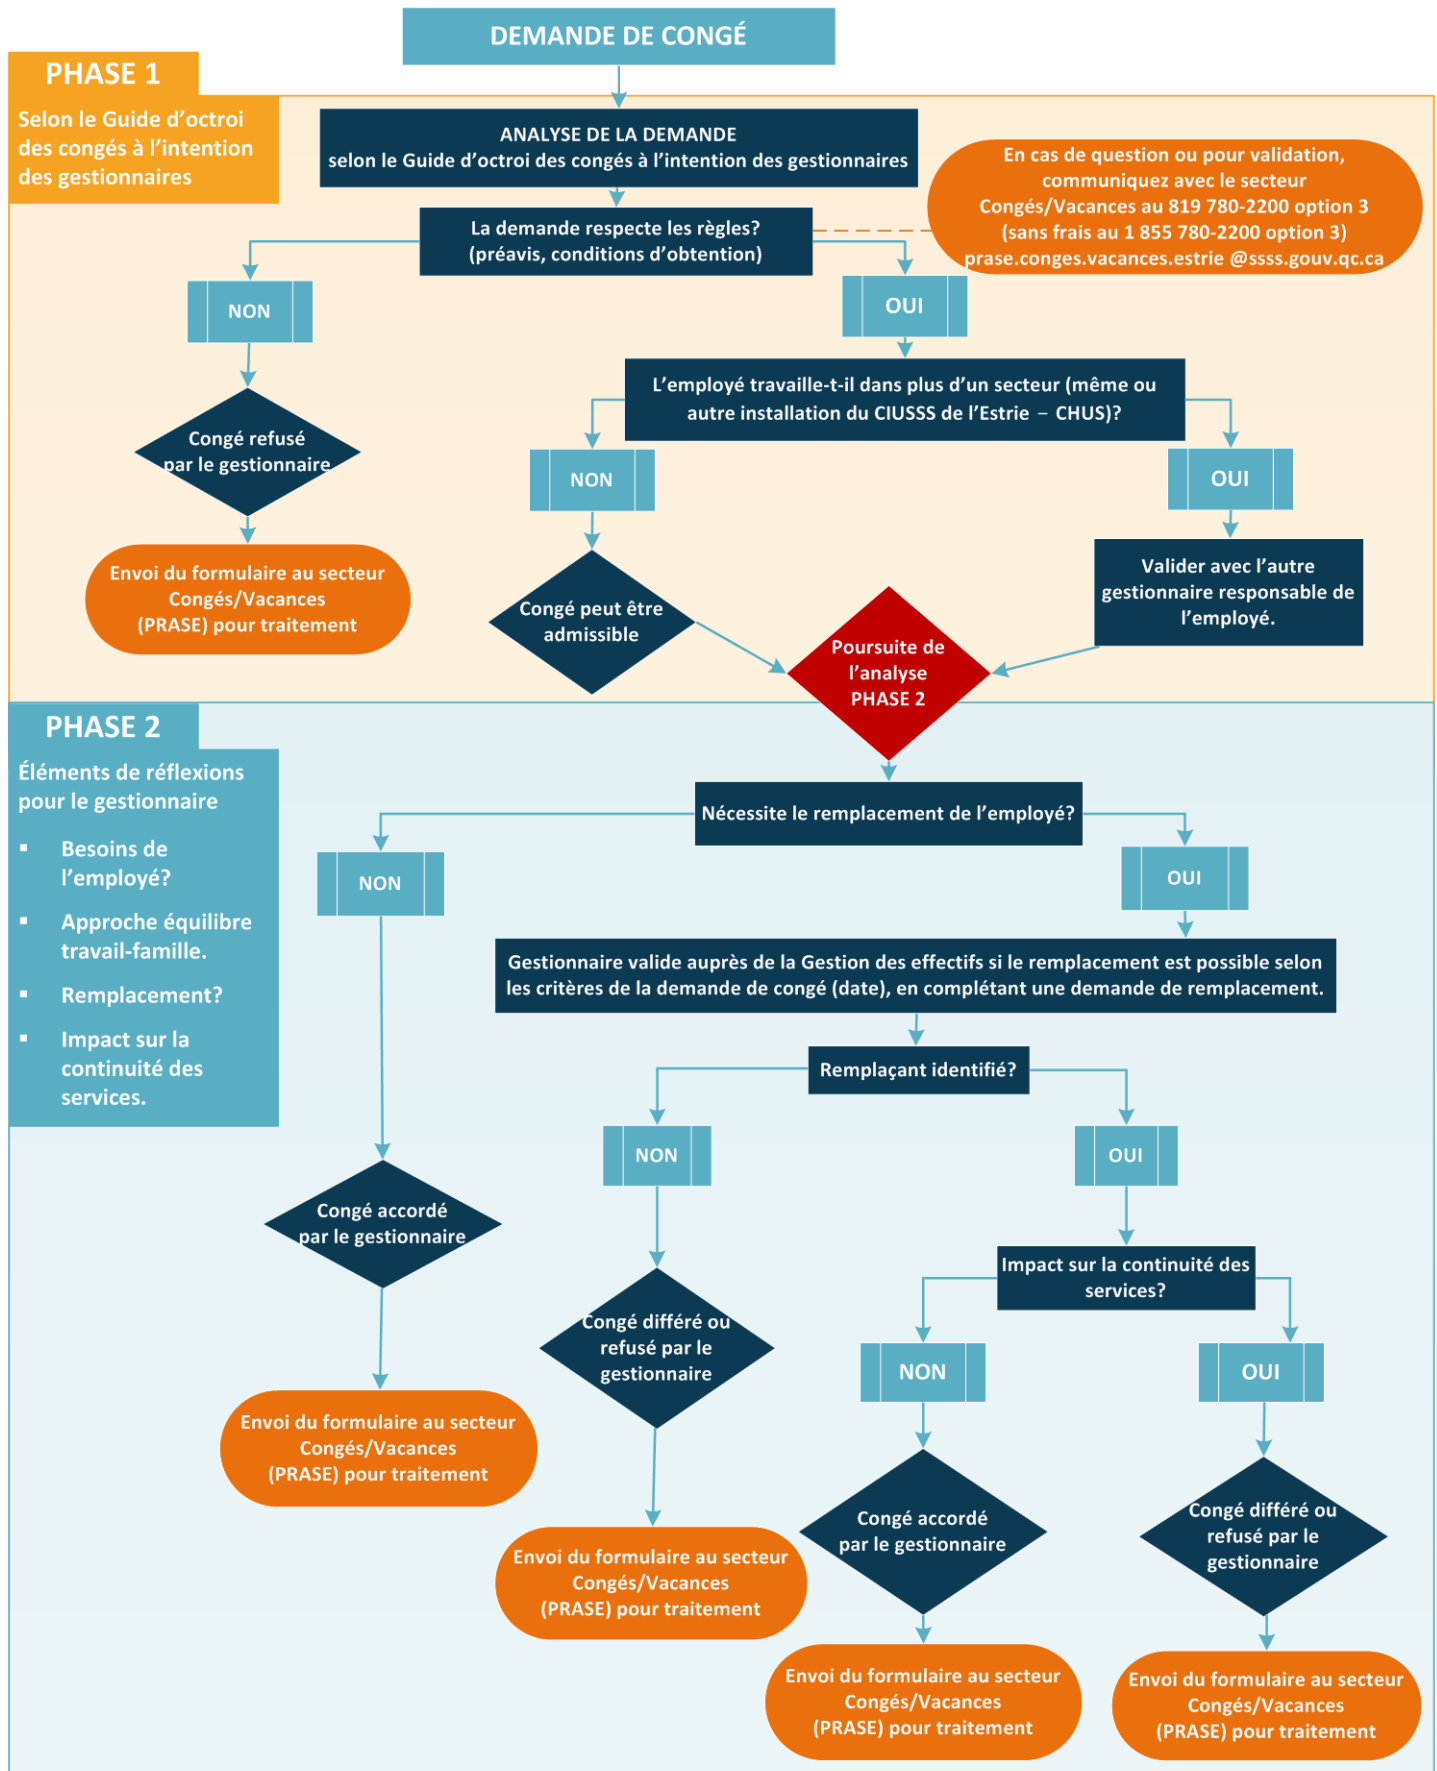 DEMANDE DE CONGÉ
PHASE 1
Selon le Guide d'octroi
des congés à l'intention
des gestionnaires
ANALYSE DE LA DEMANDE
selon le Guide d'octroi des congés à l'intention des gestionnaires
En cas de question ou pour validation,
communiquez avec le secteur
Congés/Vacances au 819 780-2200 option 3
(sans frais au 1 855 780-2200 option 3)
prase.conges.vacances.estrie @ssss.gouv.qc.ca
La demande respecte les règles?
(préavis, conditions d'obtention)
NON
OUI
L'employé travaille-t-il dans plus d'un secteur (même ou
autre installation du CIUSSS de l'Estrie – CHUS)?
Congé refusé
par le gestionnaire
NON
OUI
Envoi du formulaire au secteur
Congés/Vacances
(PRASE) pour traitement
Congé peut être
admissible
Valider avec l'autre
gestionnaire responsable de
l'employé.
Poursuite de
l'analyse
PHASE 2
PHASE 2
Éléments de réflexions
pour le gestionnaire
▪ Besoins de
l'employé?
▪ Approche équilibre
travail-famille.
▪ Remplacement?
▪ Impact sur la
continuité des
services.
Nécessite le remplacement de l'employé?
NON
OUI
Gestionnaire valide auprès de la Gestion des effectifs si le remplacement est possible selon
les critères de la demande de congé (date), en complétant une demande de remplacement.
Remplaçant identifié?
NON
OUI
Congé accordé
par le gestionnaire
Impact sur la continuité des
services?
Congé différé ou
refusé par le
gestionnaire
NON
OUI
Envoi du formulaire au secteur
Congés/Vacances
(PRASE) pour traitement
Congé accordé
par le gestionnaire
Congé différé ou
refusé par le
gestionnaire
Envoi du formulaire au secteur
Congés/Vacances
(PRASE) pour traitement
Envoi du formulaire au secteur
Congés/Vacances
(PRASE) pour traitement
Envoi du formulaire au secteur
Congés/Vacances
(PRASE) pour traitement